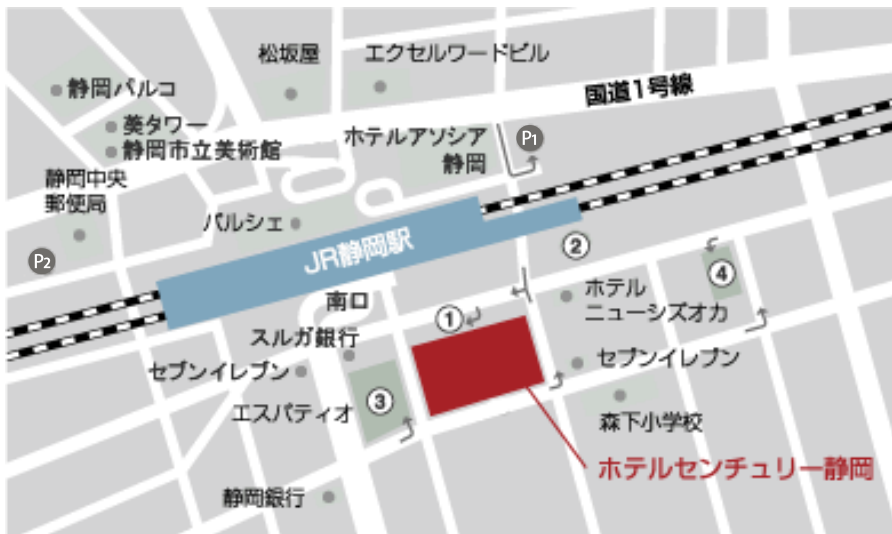 松坂屋
エクセルワードビル
国道1号線
静岡パルコ
葵タワー
静岡市立美術館
ホテルアソシア
静岡
P1
静岡中央
郵便局
P2
パルシェ
JR静岡駅
②
④
南口
①
ホテル
ニューシズオカ
スルガ銀行
セブンイレブン
セブンイレブン
③
エスパティオ
森下小学校
ホテルセンチュリー静岡
静岡銀行